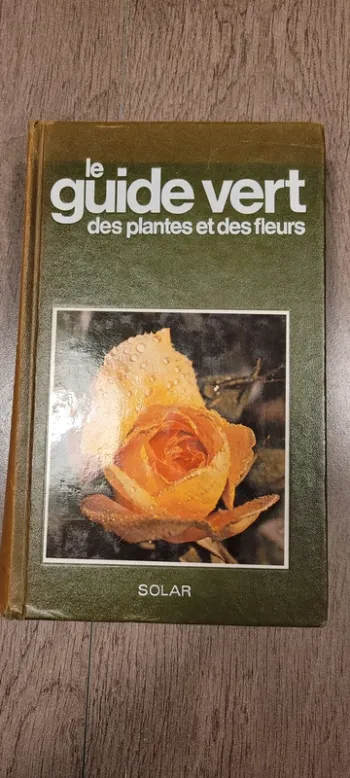 le
guide vert
des plantes et des fleurs
SOLAR